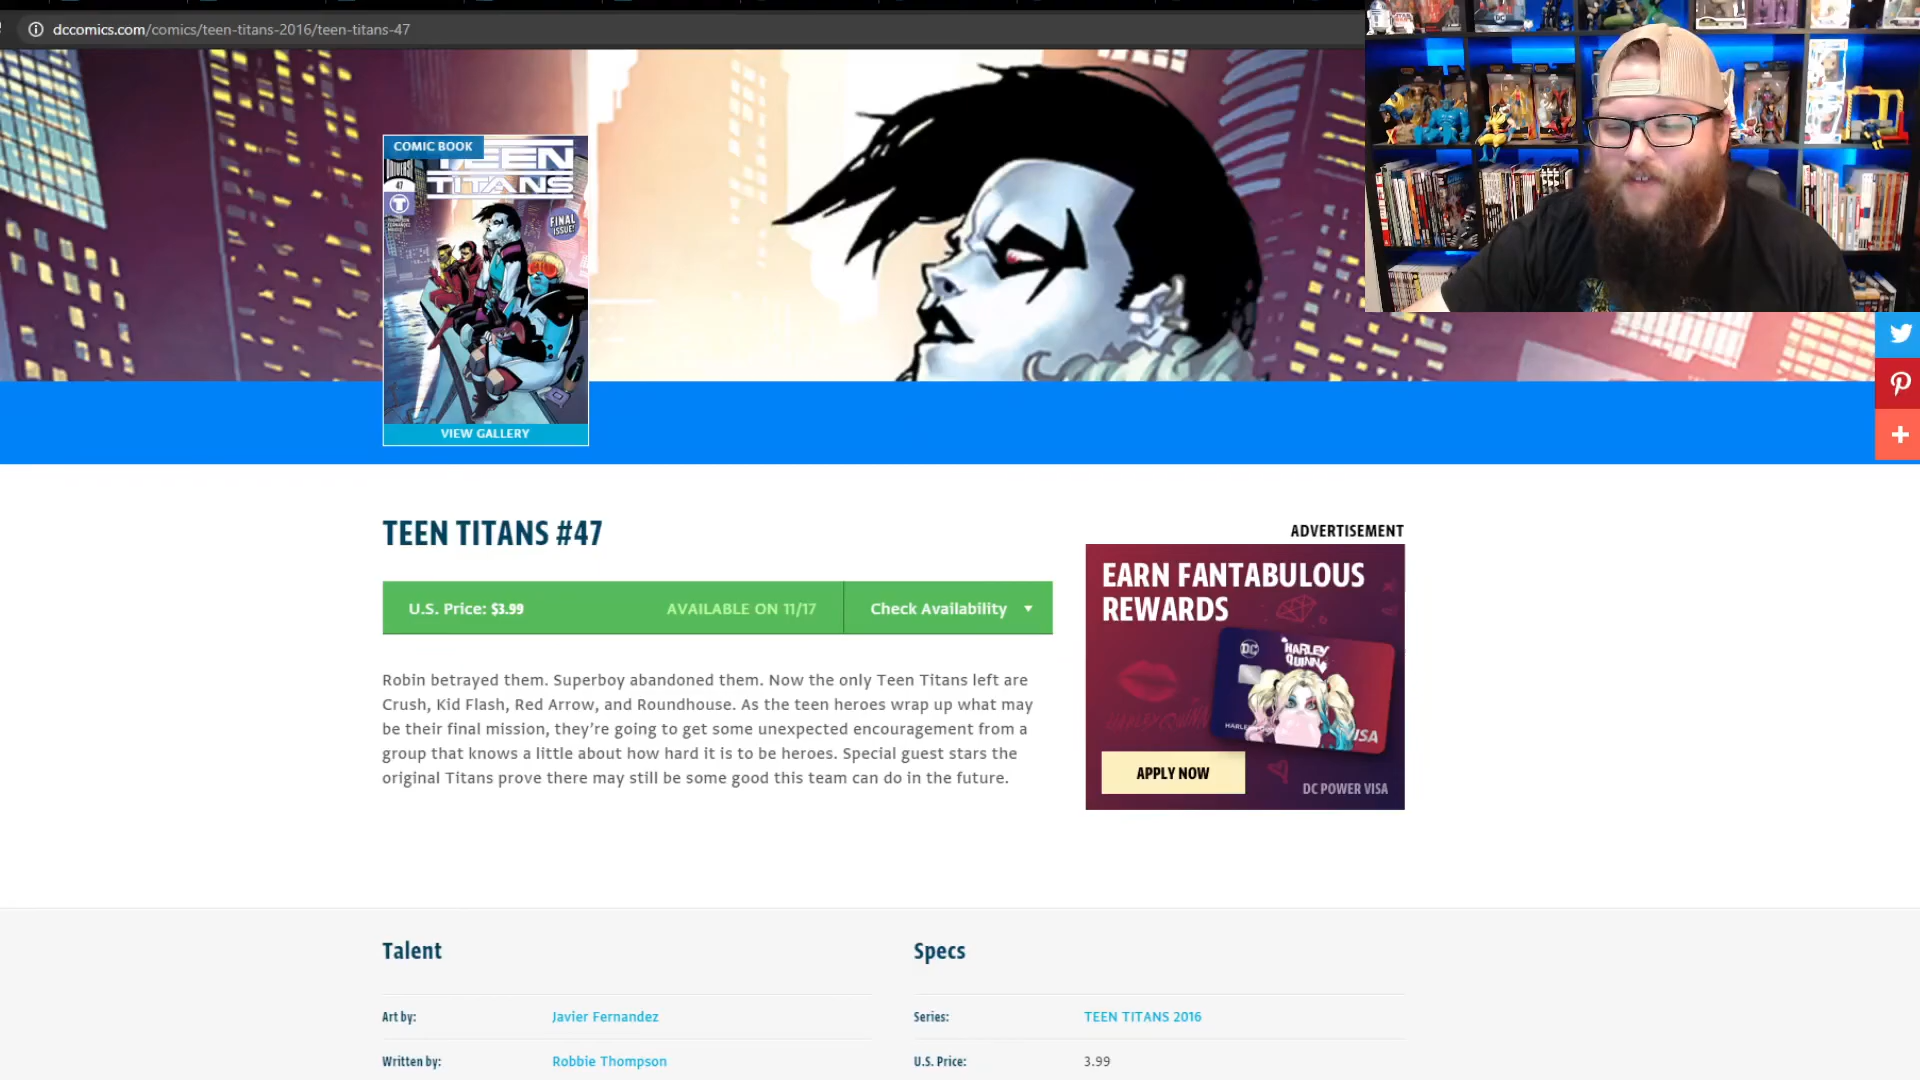 dccomics.com/comics/teen-titans-2016/teen-titans-47
COMIC BOOK
TEEN
TITANS
47
FINAL
ISSUE!
VIEW GALLERY
TEEN TITANS #47
U.S. Price: $3.99
AVAILABLE ON 11/17
Check Availability
Robin betrayed them. Superboy abandoned them. Now the only Teen Titans left are
Crush, Kid Flash, Red Arrow, and Roundhouse. As the teen heroes wrap up what may
be their final mission, they're going to get some unexpected encouragement from a
group that knows a little about how hard it is to be heroes. Special guest stars the
original Titans prove there may still be some good this team can do in the future.
ADVERTISEMENT
EARN FANTABULOUS
REWARDS
DC
HARLEY
QUINN
VISA
APPLY NOW
DC POWER VISA
Talent
Art by:
Javier Fernandez
Written by:
Robbie Thompson
Specs
Series:
TEEN TITANS 2016
U.S. Price:
3.99